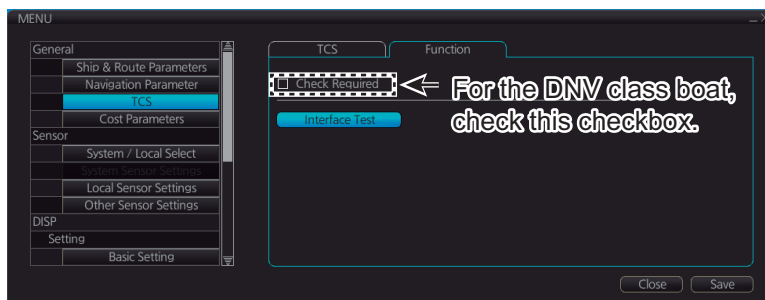 MENU
General
Ship & Route Parameters
Navigation Parameter
TCS
Cost Parameters
Sensor
System / Local Select
System Sensor Settings
Local Sensor Settings
Other Sensor Settings
DISP
Setting
Basic Setting
TCS
Function
Check Required
For the DNV class boat,
check this checkbox.
Interface Test
Close
Save